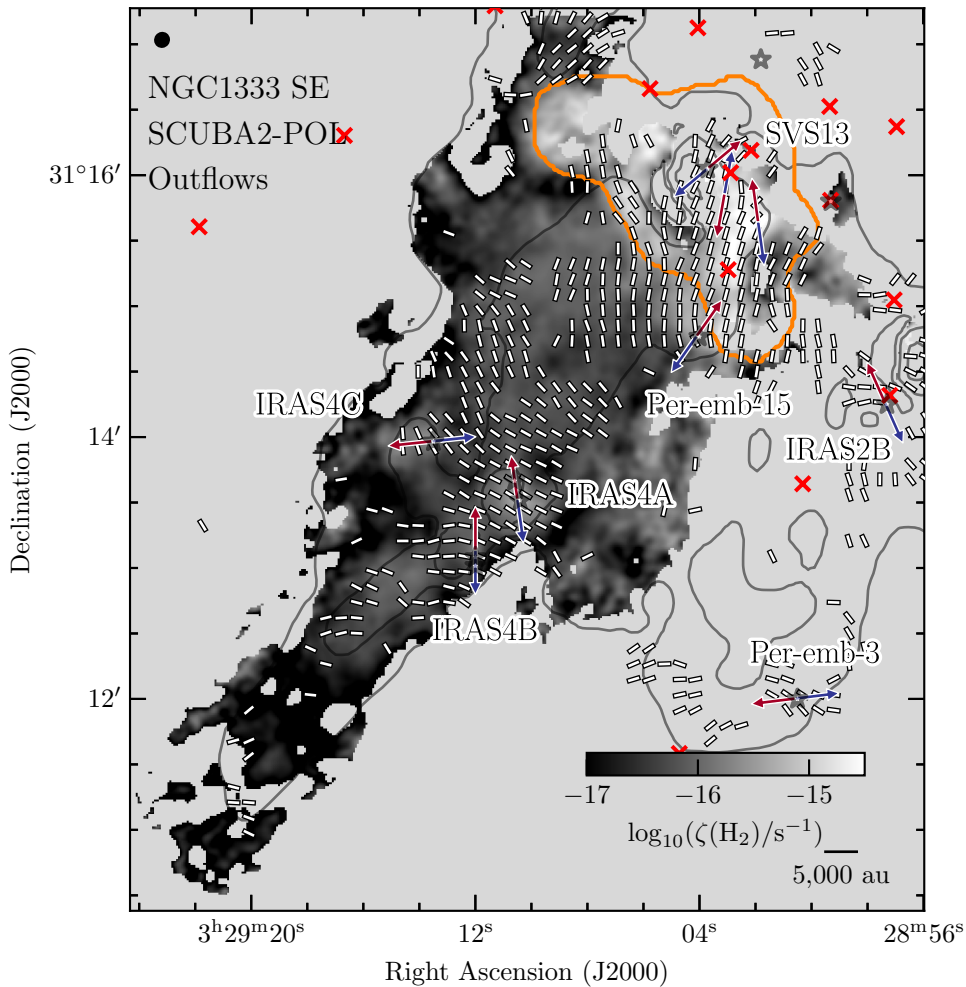 NGC1333 SE
SCUBA2-POL
Outflows
SVS13
31°16′
IRAS4C
Per-emb-15
14′
IRAS2B
IRAS4A
IRAS4B
Per-emb-3
12′
−17 −16 −15
log₁₀(ζ(H₂)/s⁻¹)
5,000 au
3ʰ29ᵐ20ˢ 12ˢ 04ˢ 28ᵐ56ˢ
Right Ascension (J2000)
Declination (J2000)